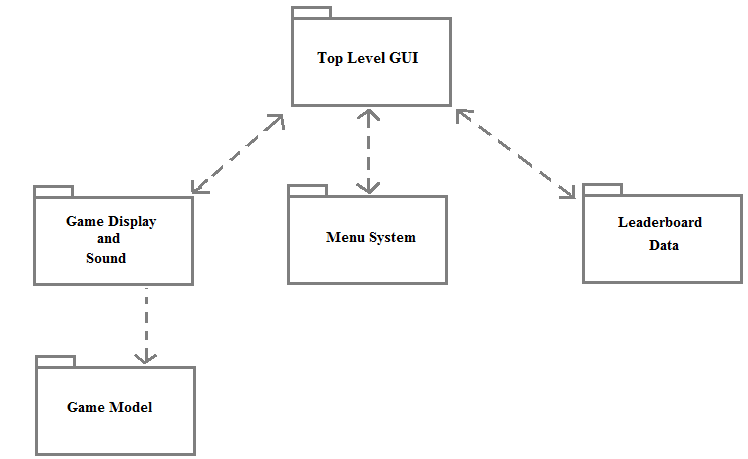 Top Level GUI
Game Display
and
Sound
Menu System
Leaderboard
Data
Game Model